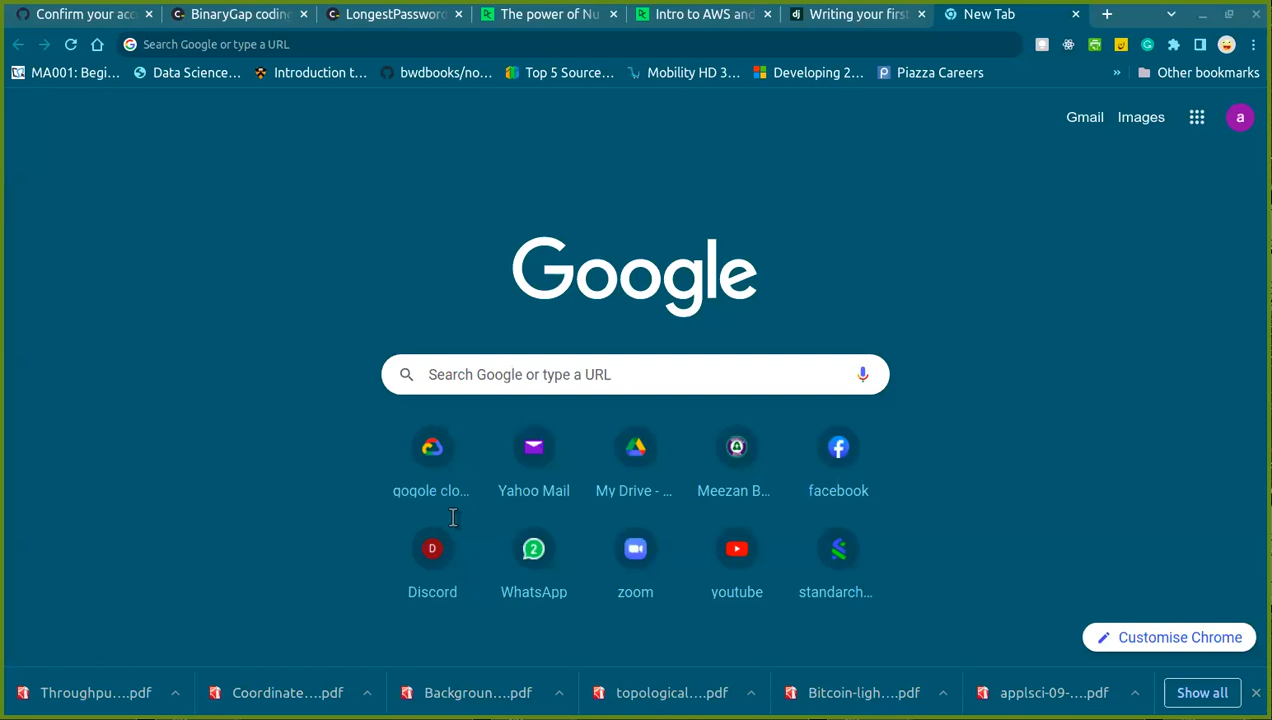 Confirm your acc
BinaryGap coding
LongestPassword
The power of Nu
Intro to AWS and
Writing your first
New Tab
Search Google or type a URL
MA001: Begi...
Data Science...
Introduction t...
bwdbooks/no...
Top 5 Source...
Mobility HD 3...
Developing 2...
Piazza Careers
» Other bookmarks
Gmail Images
a
Google
Search Google or type a URL
gogole clo...
Yahoo Mail
My Drive - ...
Meezan B...
facebook
D
2
Discord
WhatsApp
zoom
youtube
standarch...
Customise Chrome
Throughpu....pdf
Coordinate....pdf
Backgroun....pdf
topological....pdf
Bitcoin-ligh....pdf
applsci-09-....pdf
Show all